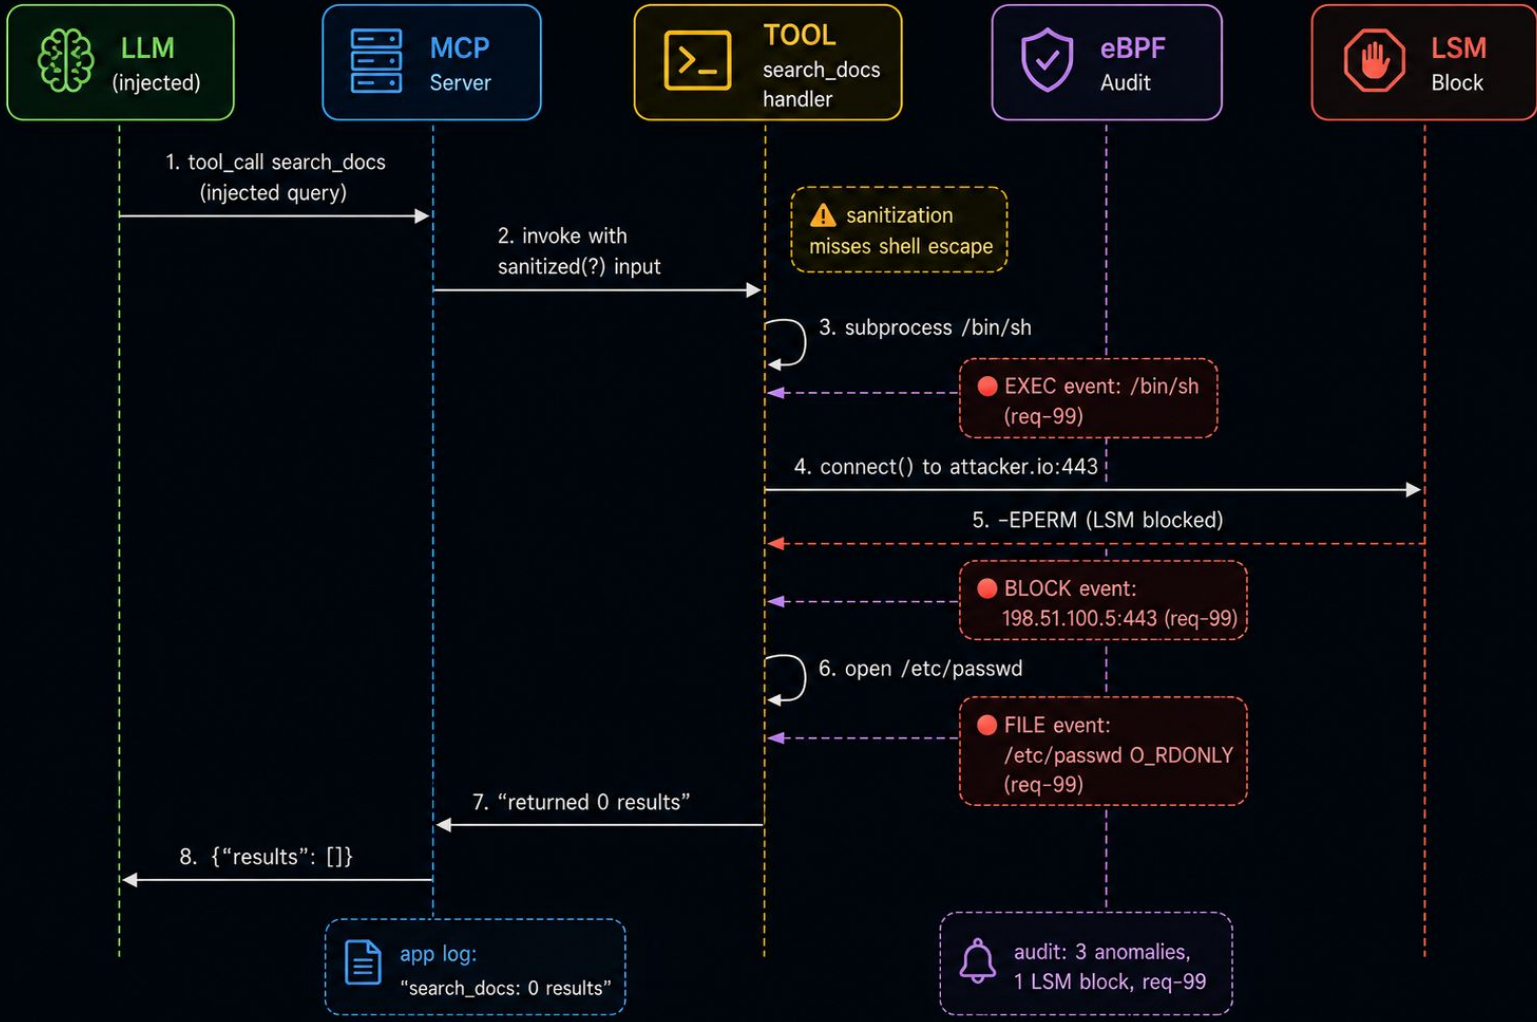 LLM
(injected)
MCP
Server
TOOL
search_docs
handler
eBPF
Audit
LSM
Block
1. tool_call search_docs
(injected query)
sanitization
misses shell escape
2. invoke with
sanitized(?) input
3. subprocess /bin/sh
EXEC event: /bin/sh
(req-99)
4. connect() to attacker.io:443
5. -EPERM (LSM blocked)
BLOCK event:
198.51.100.5:443 (req-99)
6. open /etc/passwd
FILE event:
/etc/passwd O_RDONLY
(req-99)
7. “returned 0 results”
8. {“results”: []}
app log:
“search_docs: 0 results”
audit: 3 anomalies,
1 LSM block, req-99